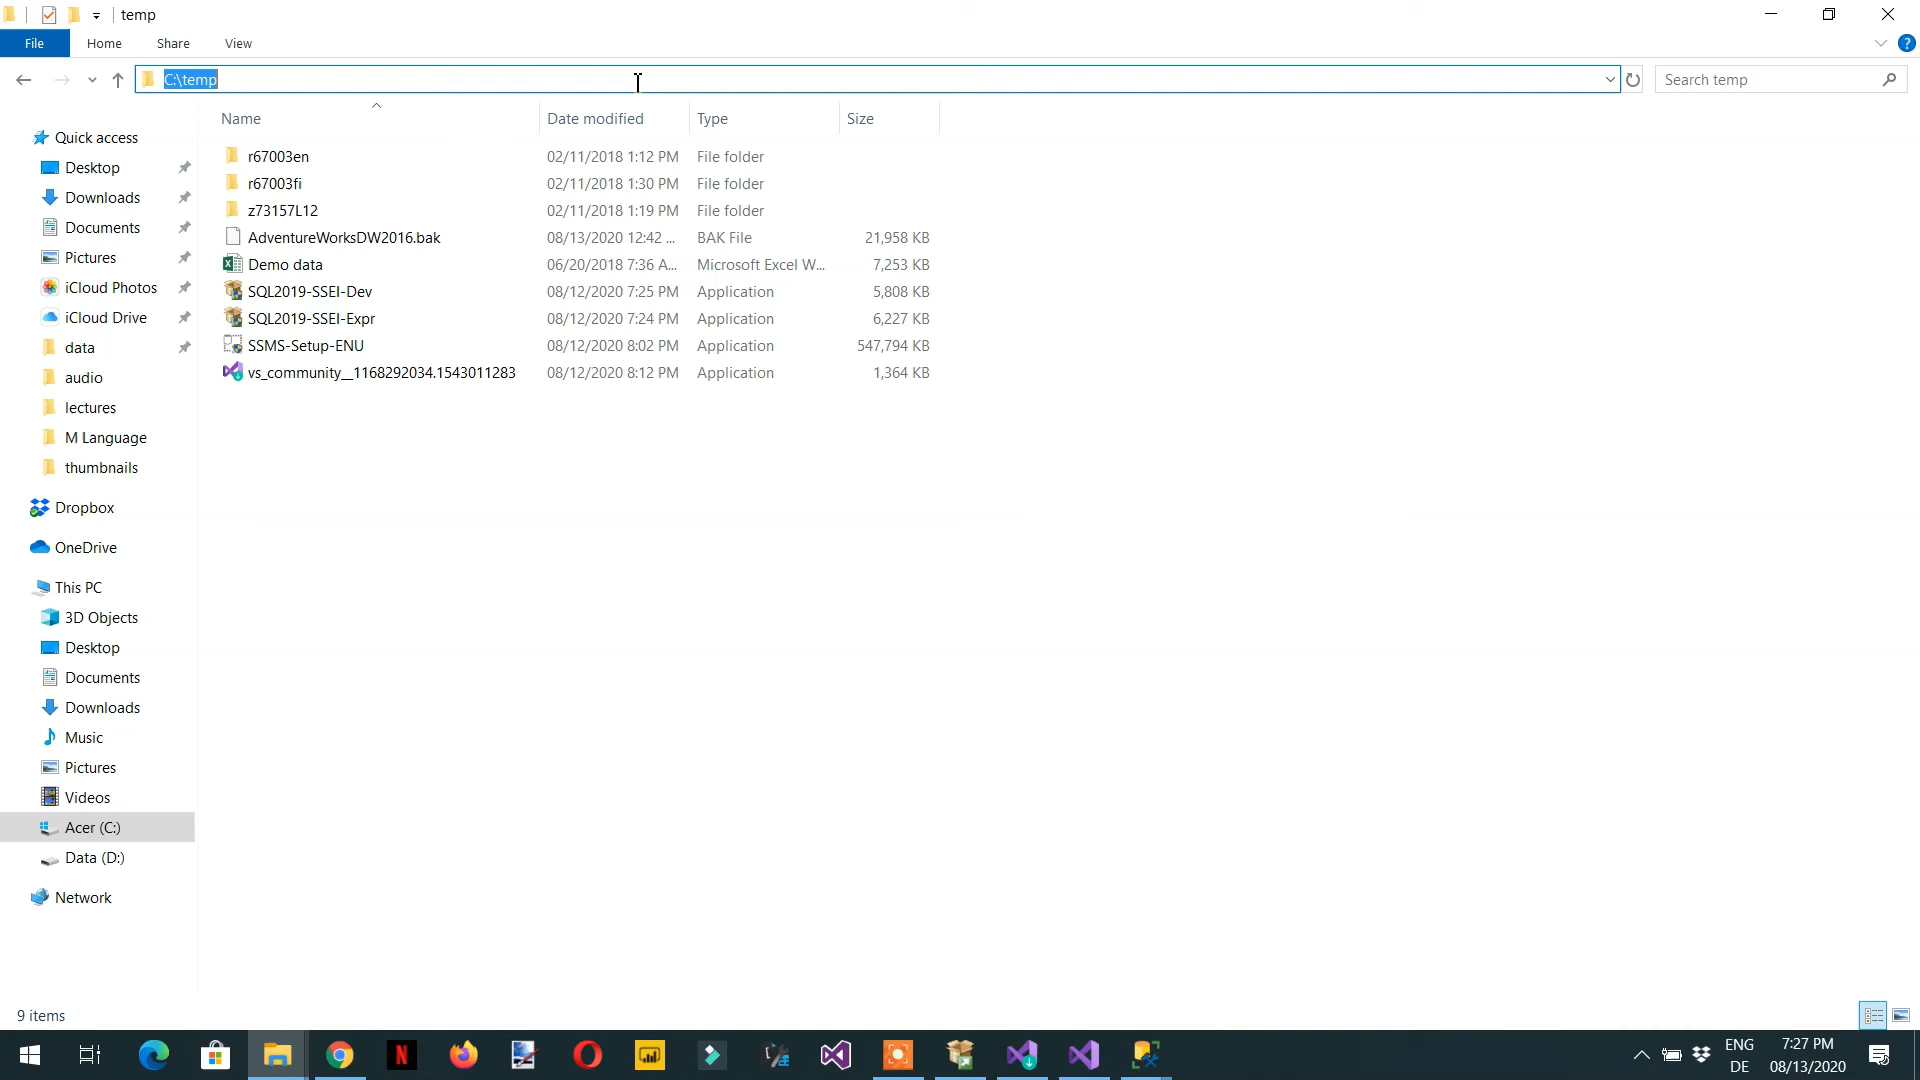 temp
File Home Share View
C:\temp
Search temp
Name Date modified Type Size
Quick access
Desktop
Downloads
Documents
Pictures
iCloud Photos
iCloud Drive
data
audio
lectures
M Language
thumbnails
Dropbox
OneDrive
This PC
3D Objects
Desktop
Documents
Downloads
Music
Pictures
Videos
Acer (C:)
Data (D:)
Network
r67003en 02/11/2018 1:12 PM File folder
r67003fi 02/11/2018 1:30 PM File folder
z73157L12 02/11/2018 1:19 PM File folder
AdventureWorksDW2016.bak 08/13/2020 12:42 ... BAK File 21,958 KB
Demo data 06/20/2018 7:36 A... Microsoft Excel W... 7,253 KB
SQL2019-SSEI-Dev 08/12/2020 7:25 PM Application 5,808 KB
SQL2019-SSEI-Expr 08/12/2020 7:24 PM Application 6,227 KB
SSMS-Setup-ENU 08/12/2020 8:02 PM Application 547,794 KB
vs_community__1168292034.1543011283 08/12/2020 8:12 PM Application 1,364 KB
9 items
ENG 7:27 PM
DE 08/13/2020